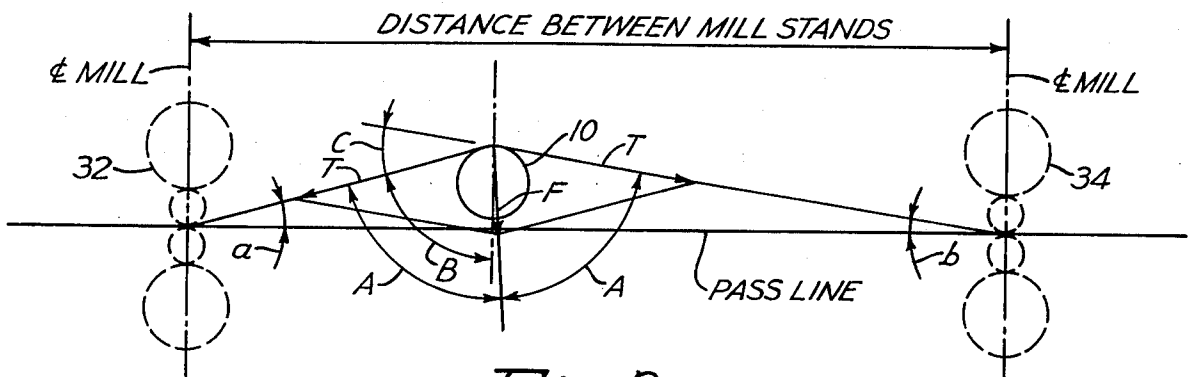 DISTANCE BETWEEN MILL STANDS
℄ MILL
℄ MILL
10
C
T
T
32
F
34
a
B
b
A
A
PASS LINE